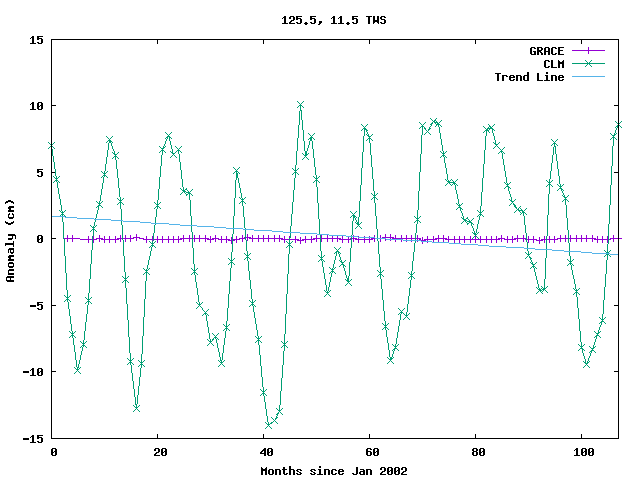 125.5, 11.5 TWS
GRACE
CLM
Trend Line
15
10
5
0
-5
-10
-15
Anomaly (cm)
0 20 40 60 80 100
Months since Jan 2002